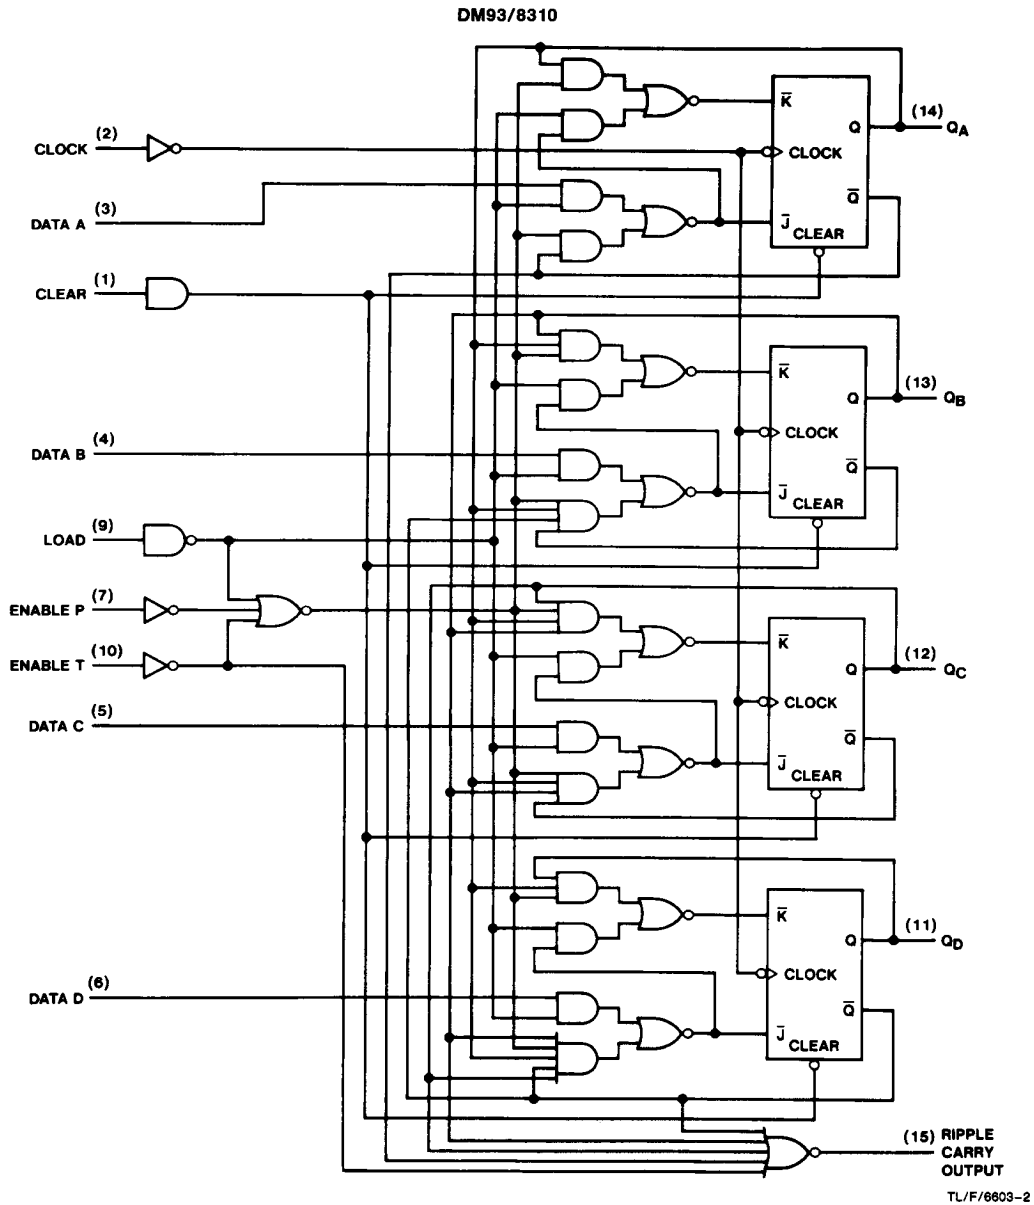 DM93/8310
CLOCK (2)
DATA A (3)
CLEAR (1)
DATA B (4)
LOAD (9)
ENABLE P (7)
ENABLE T (10)
DATA C (5)
DATA D (6)
K̅
Q (14) QA
CLOCK
Q̅
J̅
CLEAR
K̅
Q (13) QB
CLOCK
Q̅
J̅
CLEAR
K̅
Q (12) QC
CLOCK
Q̅
J̅
CLEAR
K̅
Q (11) QD
CLOCK
Q̅
J̅
CLEAR
(15) RIPPLE
CARRY
OUTPUT
TL/F/6603-2